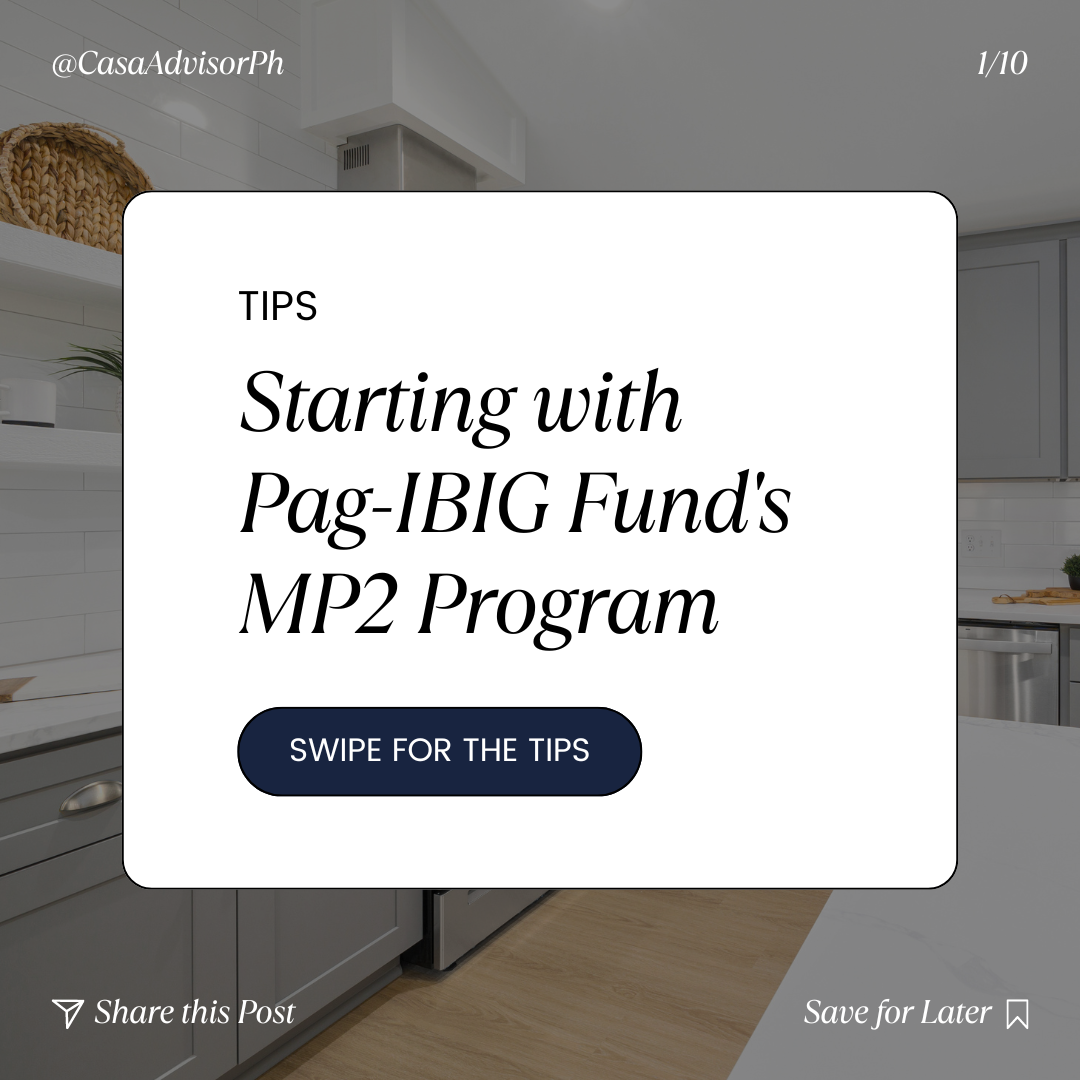 @CasaAdvisorPh
1/10
TIPS
Starting with
Pag-IBIG Fund's
MP2 Program
SWIPE FOR THE TIPS
Share this Post
Save for Later